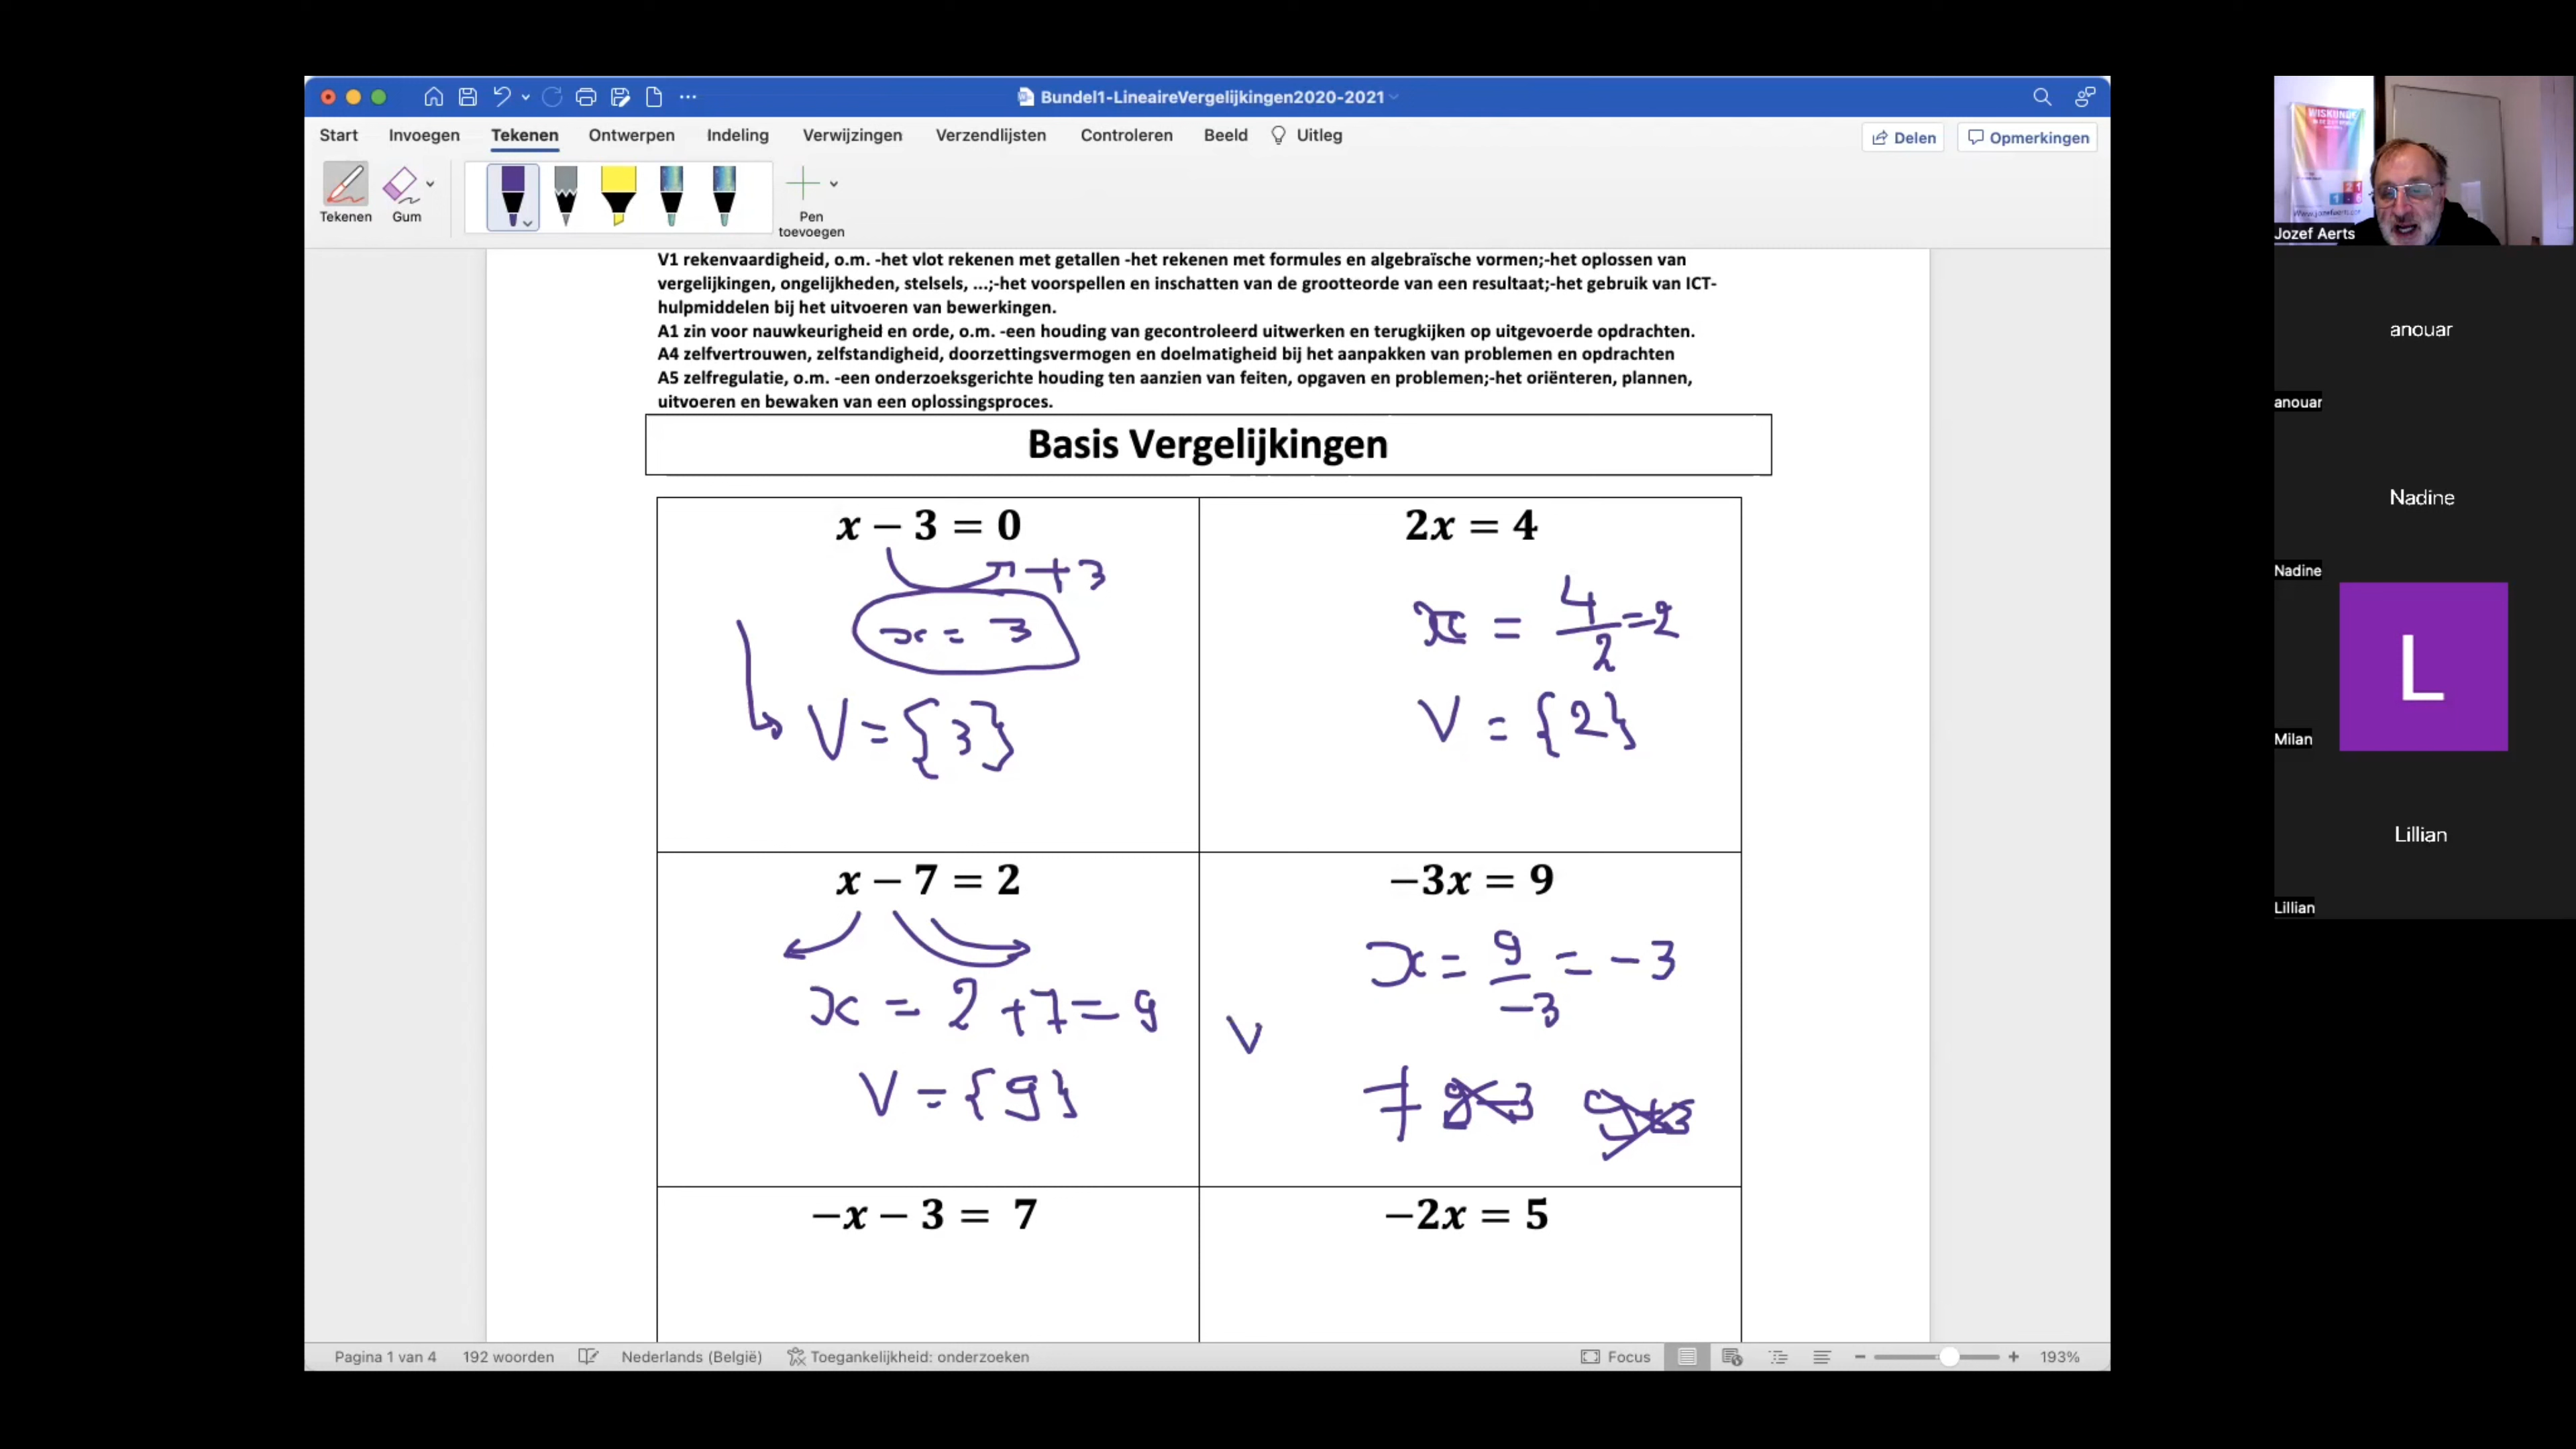 Bundel1-LineaireVergelijkingen2020-2021
Start Invoegen Tekenen Ontwerpen Indeling Verwijzingen Verzendlijsten Controleren Beeld Uitleg Delen Opmerkingen
Tekenen Gum Pen toevoegen
V1 rekenvaardigheid, o.m. -het vlot rekenen met getallen -het rekenen met formules en algebraïsche vormen;-het oplossen van
vergelijkingen, ongelijkheden, stelsels, ...;-het voorspellen en inschatten van de grootteorde van een resultaat;-het gebruik van ICT-
hulpmiddelen bij het uitvoeren van bewerkingen.
A1 zin voor nauwkeurigheid en orde, o.m. -een houding van gecontroleerd uitwerken en terugkijken op uitgevoerde opdrachten.
A4 zelfvertrouwen, zelfstandigheid, doorzettingsvermogen en doelmatigheid bij het aanpakken van problemen en opdrachten
A5 zelfregulatie, o.m. -een onderzoeksgerichte houding ten aanzien van feiten, opgaven en problemen;-het oriënteren, plannen,
uitvoeren en bewaken van een oplossingsproces.
Basis Vergelijkingen
x − 3 = 0
+3
x = 3
V = {3}
2x = 4
x = 4/2 = 2
V = {2}
x − 7 = 2
x = 2 + 7 = 9
V = {9}
−3x = 9
x = 9/−3 = −3
V
≠ 9−3 9+3
−x − 3 = 7
−2x = 5
Pagina 1 van 4 192 woorden Nederlands (België) Toegankelijkheid: onderzoeken Focus 193%
WISKUNDE
Jozef Aerts
anouar
anouar
Nadine
Nadine
L
Milan
Lillian
Lillian